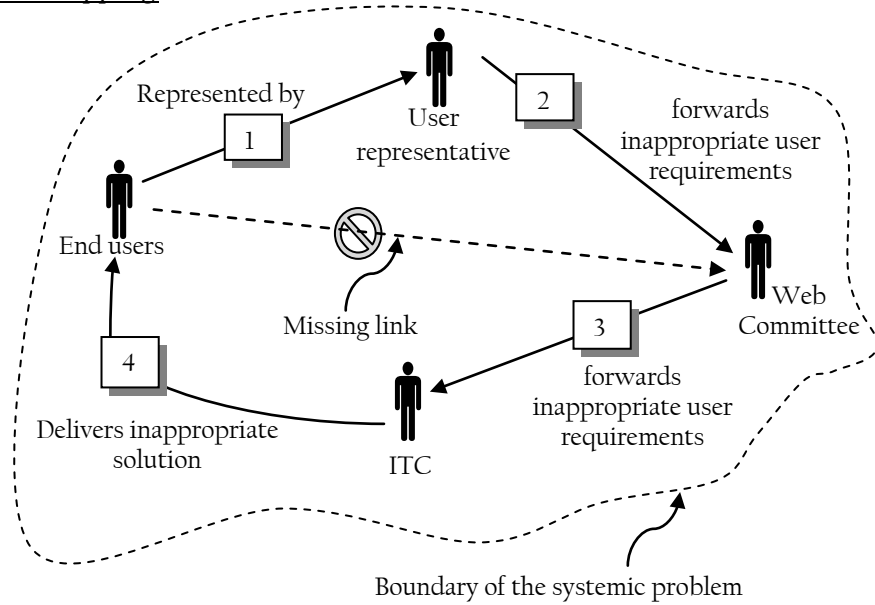 Represented by
1
User
representative
2
forwards
inappropriate user
requirements
End users
Missing link
Web
Committee
3
forwards
inappropriate user
requirements
4
Delivers inappropriate
solution
ITC
Boundary of the systemic problem